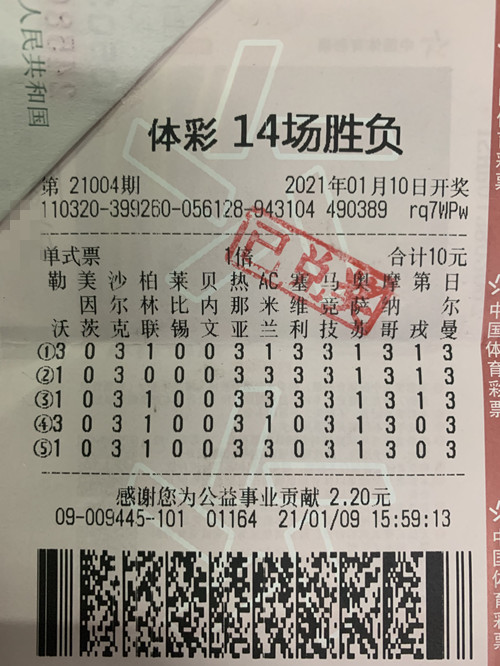 人民共和国
体彩 14场胜负
第 21004期 2021年01月10日开奖
110320-399260-056128-943104 490389 rq7WPw
已兑奖
单式票 1倍 合计10元
勒 美 沙 柏 莱 贝 热 AC 塞 马 奥 摩 第 日
因 尔 林 比 内 那 米 维 竞 萨 纳 尔
沃 茨 克 联 锡 文 亚 兰 利 技 苏 哥 戎 曼
①3 0 3 1 0 0 3 3 3 3 1 3 1 3
②1 0 3 0 0 0 3 3 3 3 1 3 1 3
③1 0 3 1 0 0 3 3 3 3 1 3 1 3
④3 0 3 1 0 0 3 3 0 3 1 3 0 3
⑤1 0 3 1 0 0 3 3 0 3 1 3 0 3
感谢您为公益事业贡献 2.20元
09-009445-101 01164 21/01/09 15:59:13
中国体育彩票